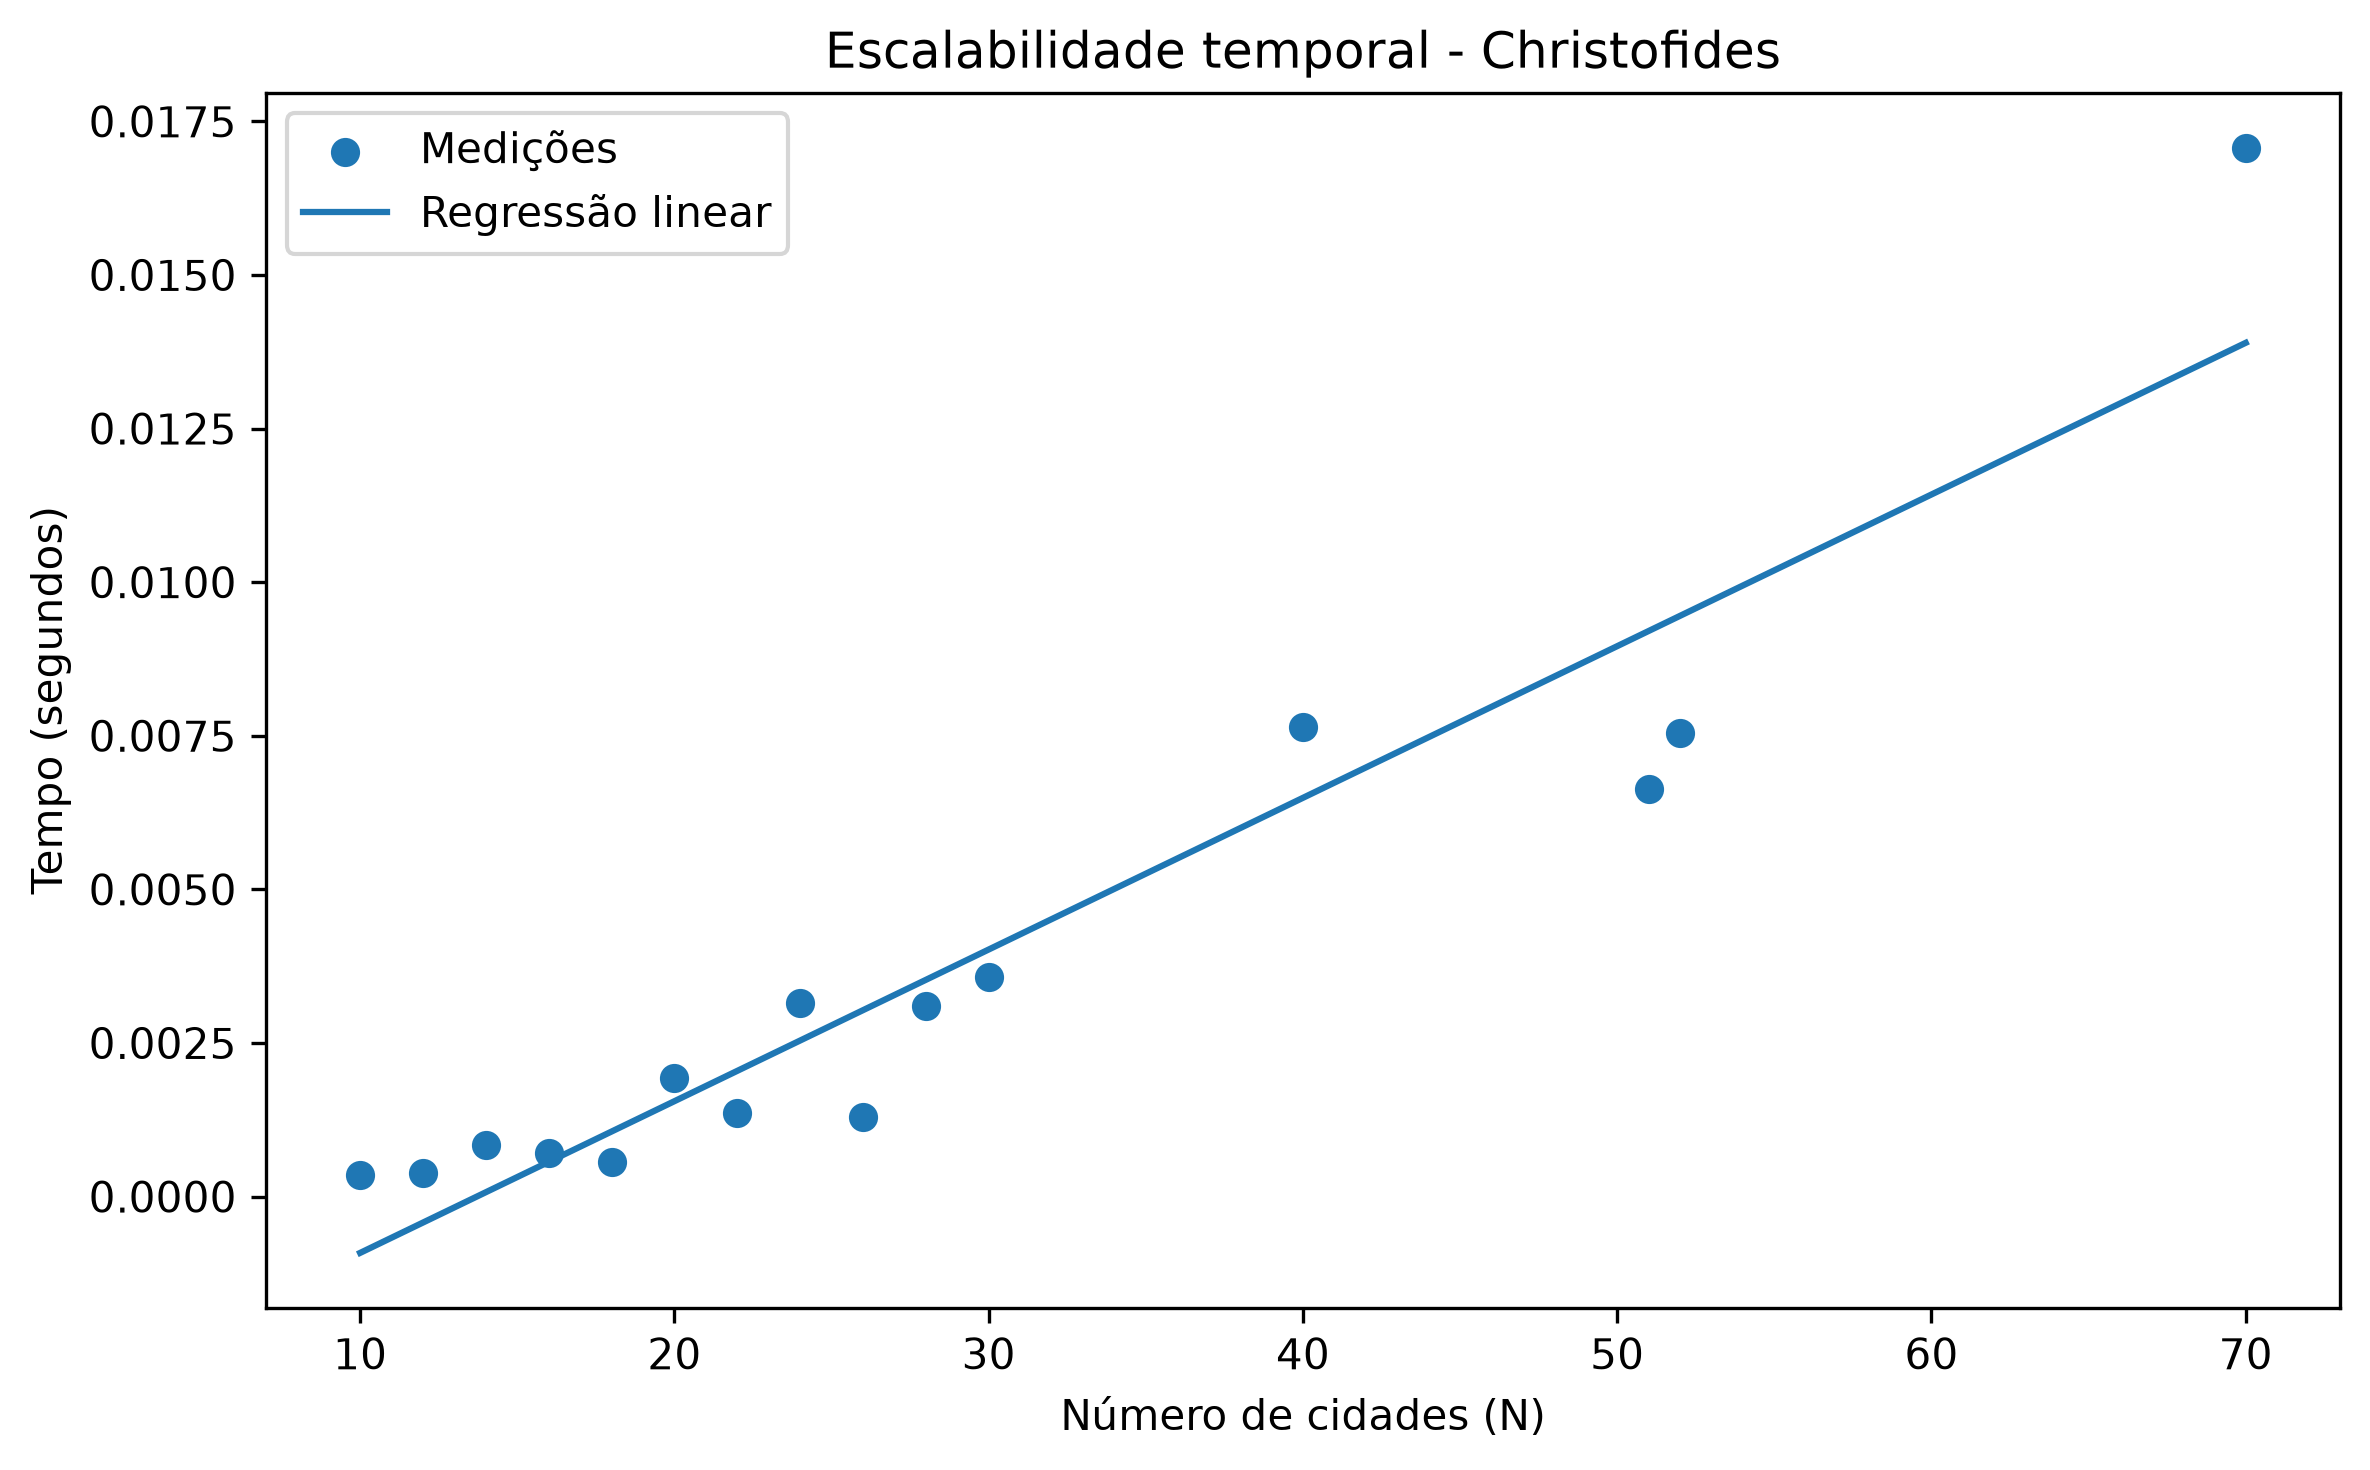 Escalabilidade temporal - Christofides
Medições
Regressão linear
0.0175
0.0150
0.0125
0.0100
0.0075
0.0050
0.0025
0.0000
Tempo (segundos)
10 20 30 40 50 60 70
Número de cidades (N)